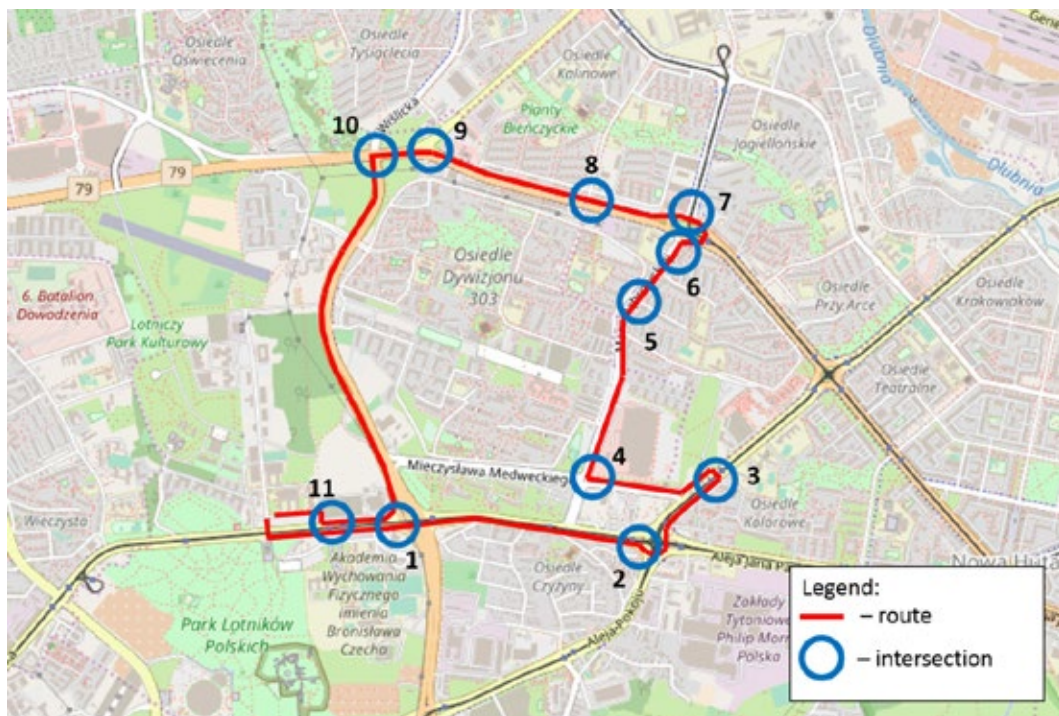 Osiedle
Oświecenia
Osiedle
Tysiąclecia
Wiślicka
Osiedle
Kalinowe
Planty
Bieńczyckie
Osiedle
Jagiellońskie
Dłubnia
Dłubnia
10
9
8
7
79
79
6
5
Osiedle
Dywizjonu
303
6. Batalion
Dowodzenia
Lotniczy
Park Kulturowy
Osiedle
Przy Arce
Osiedle
Krakowiaków
Osiedle
Teatralne
Mieczysława Medweckiego
4
3
Osiedle
Kolorowe
11
1
2
Wieczysta
Akademia
Wychowania
Fizycznego
imienia
Bronisława
Czecha
Osiedle
Czyżyny
Aleja Jana Pa
Nowa Huta
Park Lotników
Polskich
Aleja Pokoju
Zakłady
Tytoniowe
Philip Morr
Polska
Legend:
– route
– intersection